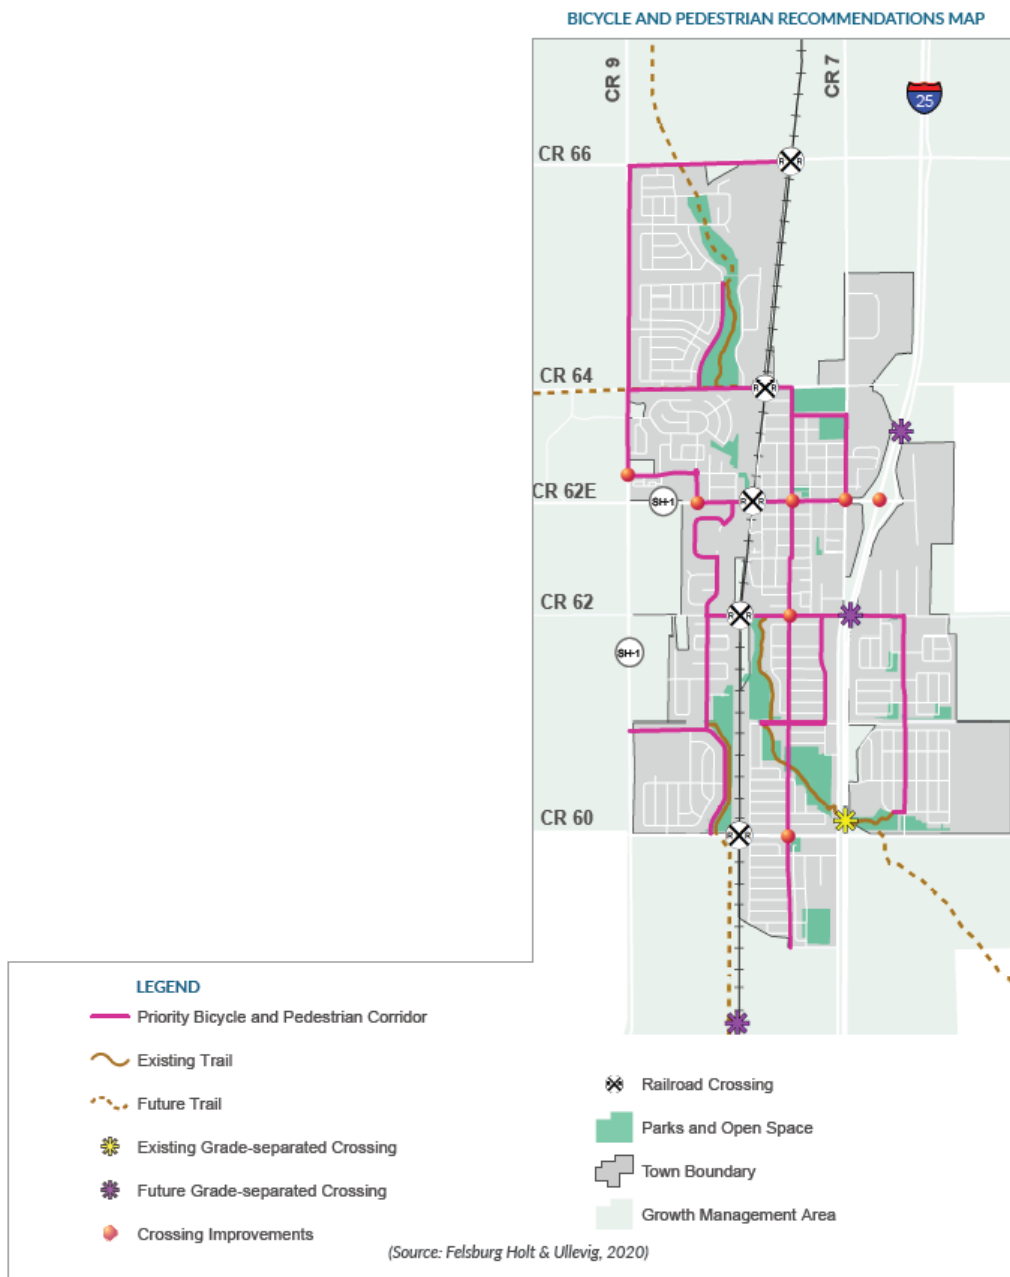 BICYCLE AND PEDESTRIAN RECOMMENDATIONS MAP
CR 9
CR 7
25
CR 66
R R
CR 64
R R
CR 62E
SH-1
R R
CR 62
R R
SH-1
CR 60
R R
LEGEND
Priority Bicycle and Pedestrian Corridor
Existing Trail
Future Trail
Existing Grade-separated Crossing
Future Grade-separated Crossing
Crossing Improvements
Railroad Crossing
Parks and Open Space
Town Boundary
Growth Management Area
(Source: Felsburg Holt & Ullevig, 2020)